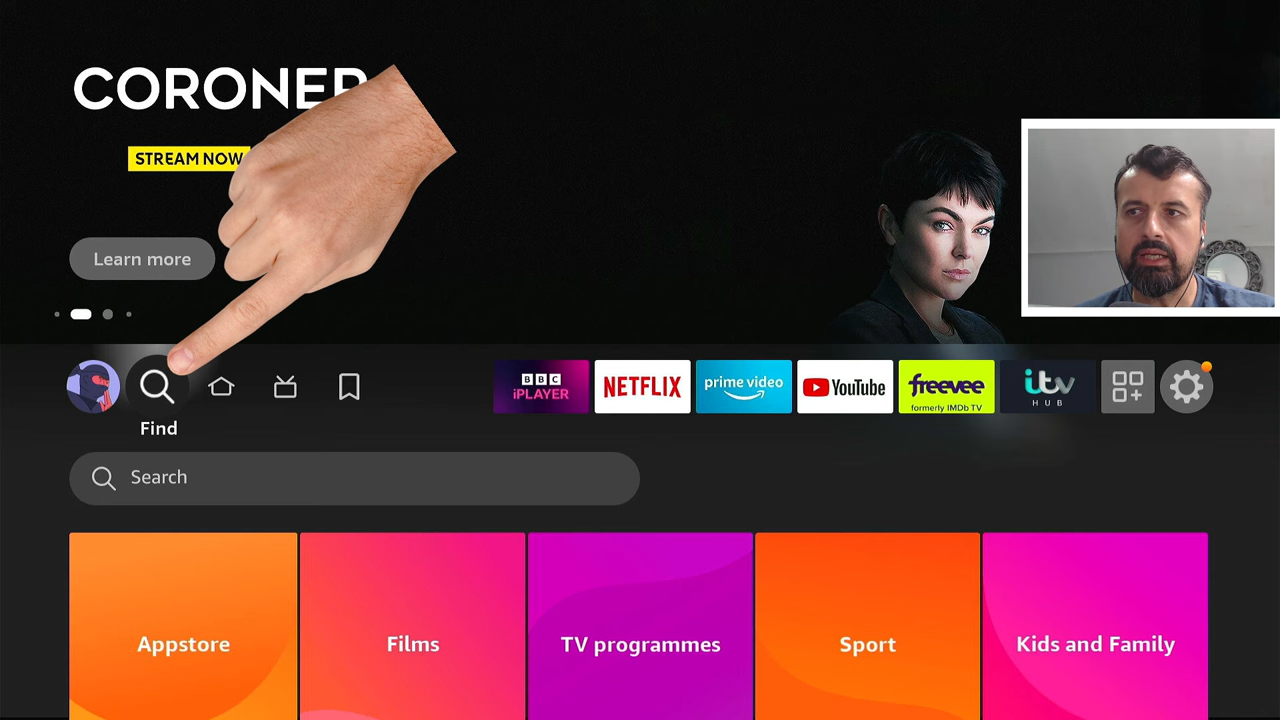 CORONER
STREAM NOW
Learn more
BBC
iPLAYER
NETFLIX
prime video
YouTube
freevee
formerly IMDb TV
itv
HUB
Find
Search
Appstore
Films
TV programmes
Sport
Kids and Family